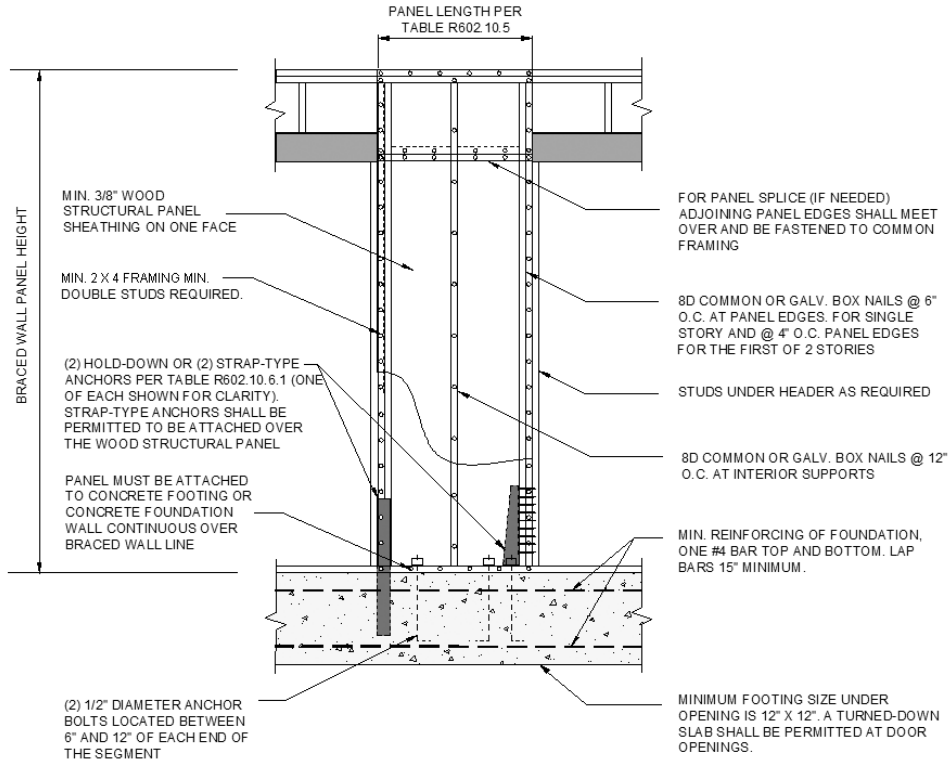 PANEL LENGTH PER
TABLE R602.10.5
BRACED WALL PANEL HEIGHT
MIN. 3/8" WOOD
STRUCTURAL PANEL
SHEATHING ON ONE FACE
MIN. 2 X 4 FRAMING MIN.
DOUBLE STUDS REQUIRED.
(2) HOLD-DOWN OR (2) STRAP-TYPE
ANCHORS PER TABLE R602.10.6.1 (ONE
OF EACH SHOWN FOR CLARITY).
STRAP-TYPE ANCHORS SHALL BE
PERMITTED TO BE ATTACHED OVER
THE WOOD STRUCTURAL PANEL
PANEL MUST BE ATTACHED
TO CONCRETE FOOTING OR
CONCRETE FOUNDATION
WALL CONTINUOUS OVER
BRACED WALL LINE
(2) 1/2" DIAMETER ANCHOR
BOLTS LOCATED BETWEEN
6" AND 12" OF EACH END OF
THE SEGMENT
FOR PANEL SPLICE (IF NEEDED)
ADJOINING PANEL EDGES SHALL MEET
OVER AND BE FASTENED TO COMMON
FRAMING
8D COMMON OR GALV. BOX NAILS @ 6"
O.C. AT PANEL EDGES. FOR SINGLE
STORY AND @ 4" O.C. PANEL EDGES
FOR THE FIRST OF 2 STORIES
STUDS UNDER HEADER AS REQUIRED
8D COMMON OR GALV. BOX NAILS @ 12"
O.C. AT INTERIOR SUPPORTS
MIN. REINFORCING OF FOUNDATION,
ONE #4 BAR TOP AND BOTTOM. LAP
BARS 15" MINIMUM.
MINIMUM FOOTING SIZE UNDER
OPENING IS 12" X 12". A TURNED-DOWN
SLAB SHALL BE PERMITTED AT DOOR
OPENINGS.